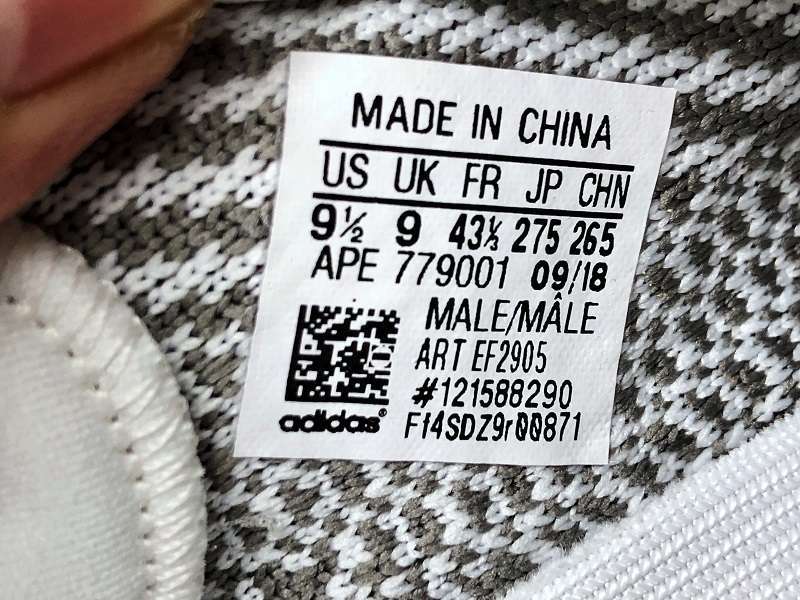 MADE IN CHINA
US UK FR JP CHN
9½ 9 43⅓ 275 265
APE 779001 09/18
MALE/MÂLE
ART EF2905
#121588290
adidas® Ff4SDZ9r00871